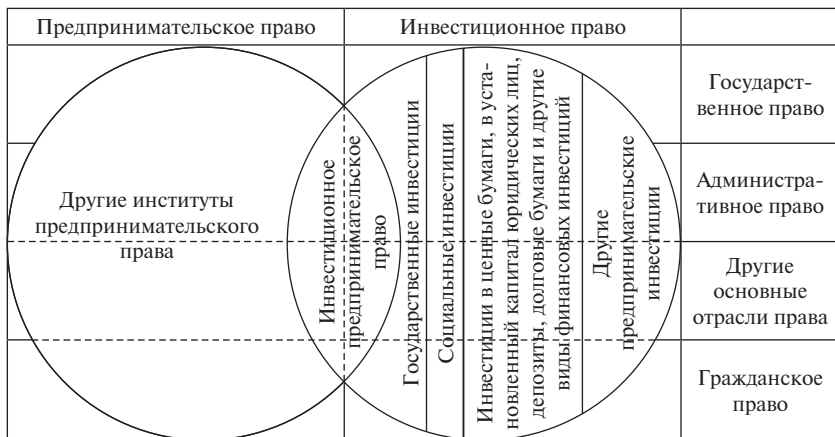 Предпринимательское право
Инвестиционное право
Другие институты
предпринимательского
права
Инвестиционное
предпринимательское
право
Государственные инвестиции
Социальные инвестиции
Инвестиции в ценные бумаги, в уста-
новленный капитал юридических лиц,
депозиты, долговые бумаги и другие
виды финансовых инвестиций
Другие
предпринимательские
инвестиции
Государст-
венное право
Администра-
тивное право
Другие
основные
отрасли права
Гражданское
право